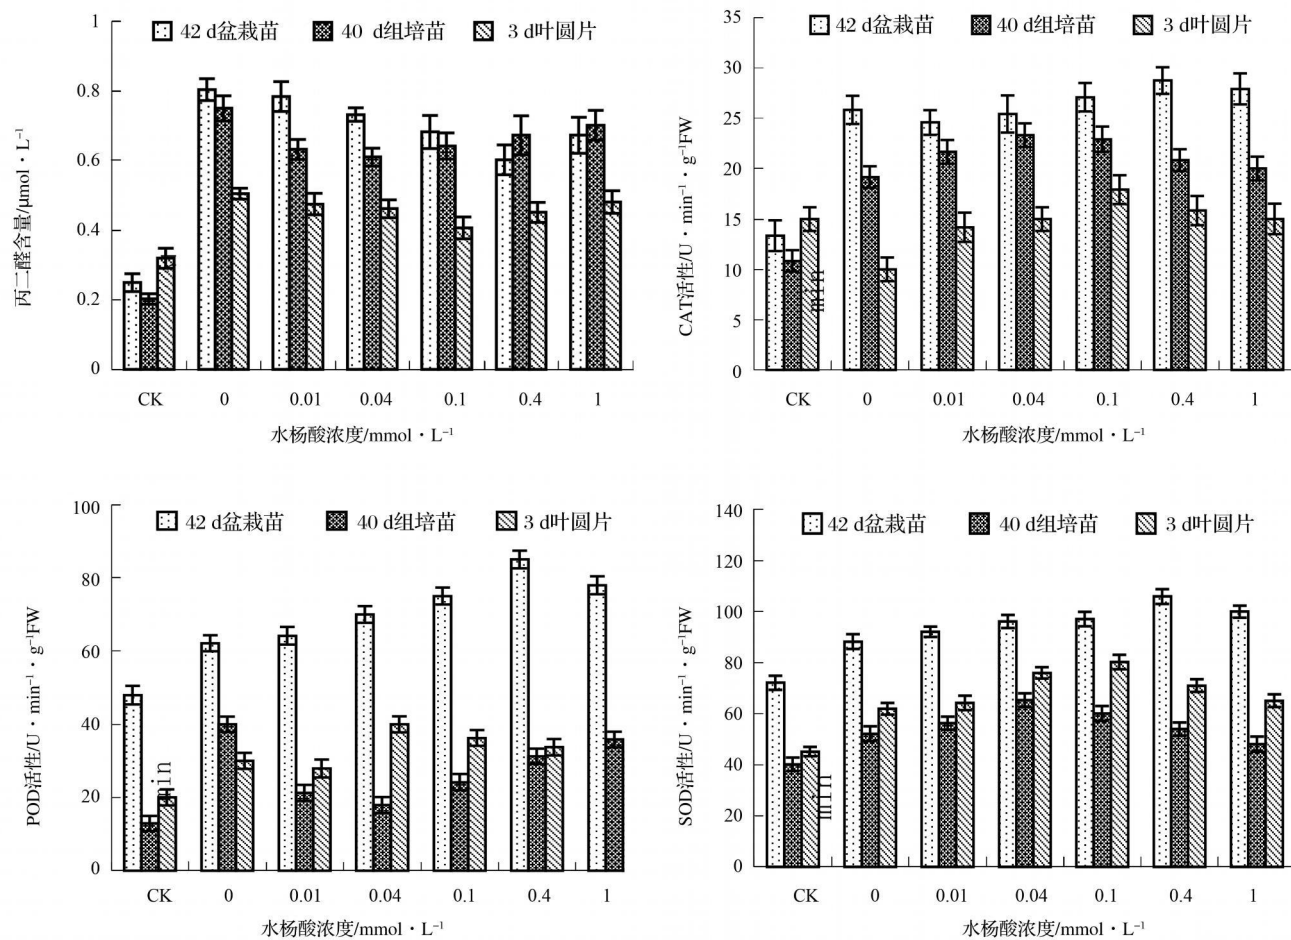 1
42 d盆栽苗 40 d组培苗 3 d叶圆片
0.8
0.6
0.4
0.2
0
丙二醛含量/μmol·L⁻¹
CK 0 0.01 0.04 0.1 0.4 1
水杨酸浓度/mmol·L⁻¹
35
42 d盆栽苗 40 d组培苗 3 d叶圆片
30
25
20
15
10
5
0
CAT活性/U·min⁻¹·g⁻¹FW
min
CK 0 0.01 0.04 0.1 0.4 1
水杨酸浓度/mmol·L⁻¹
100
42 d盆栽苗 40 d组培苗 3 d叶圆片
80
60
40
20
0
POD活性/U·min⁻¹·g⁻¹FW
min
CK 0 0.01 0.04 0.1 0.4 1
水杨酸浓度/mmol·L⁻¹
140
42 d盆栽苗 40 d组培苗 3 d叶圆片
120
100
80
60
40
20
0
SOD活性/U·min⁻¹·g⁻¹FW
min
CK 0 0.01 0.04 0.1 0.4 1
水杨酸浓度/mmol·L⁻¹